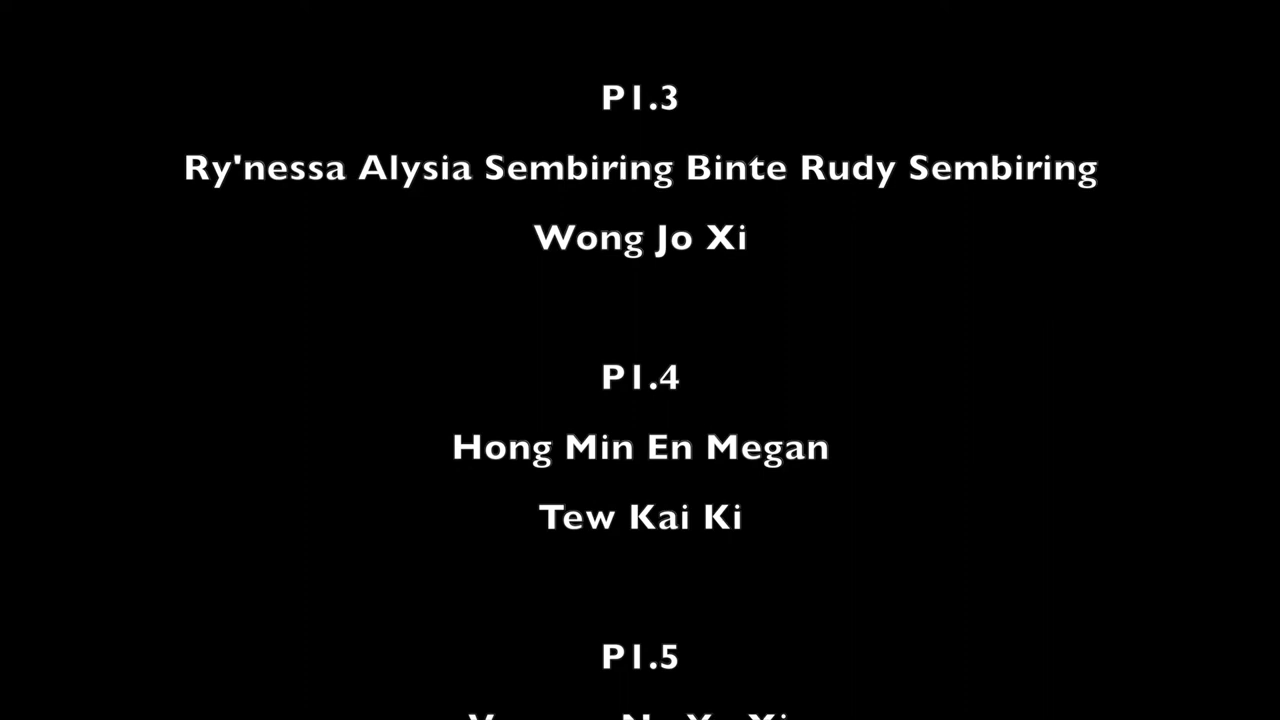 P1.3
Ry'nessa Alysia Sembiring Binte Rudy Sembiring
Wong Jo Xi
P1.4
Hong Min En Megan
Tew Kai Ki
P1.5